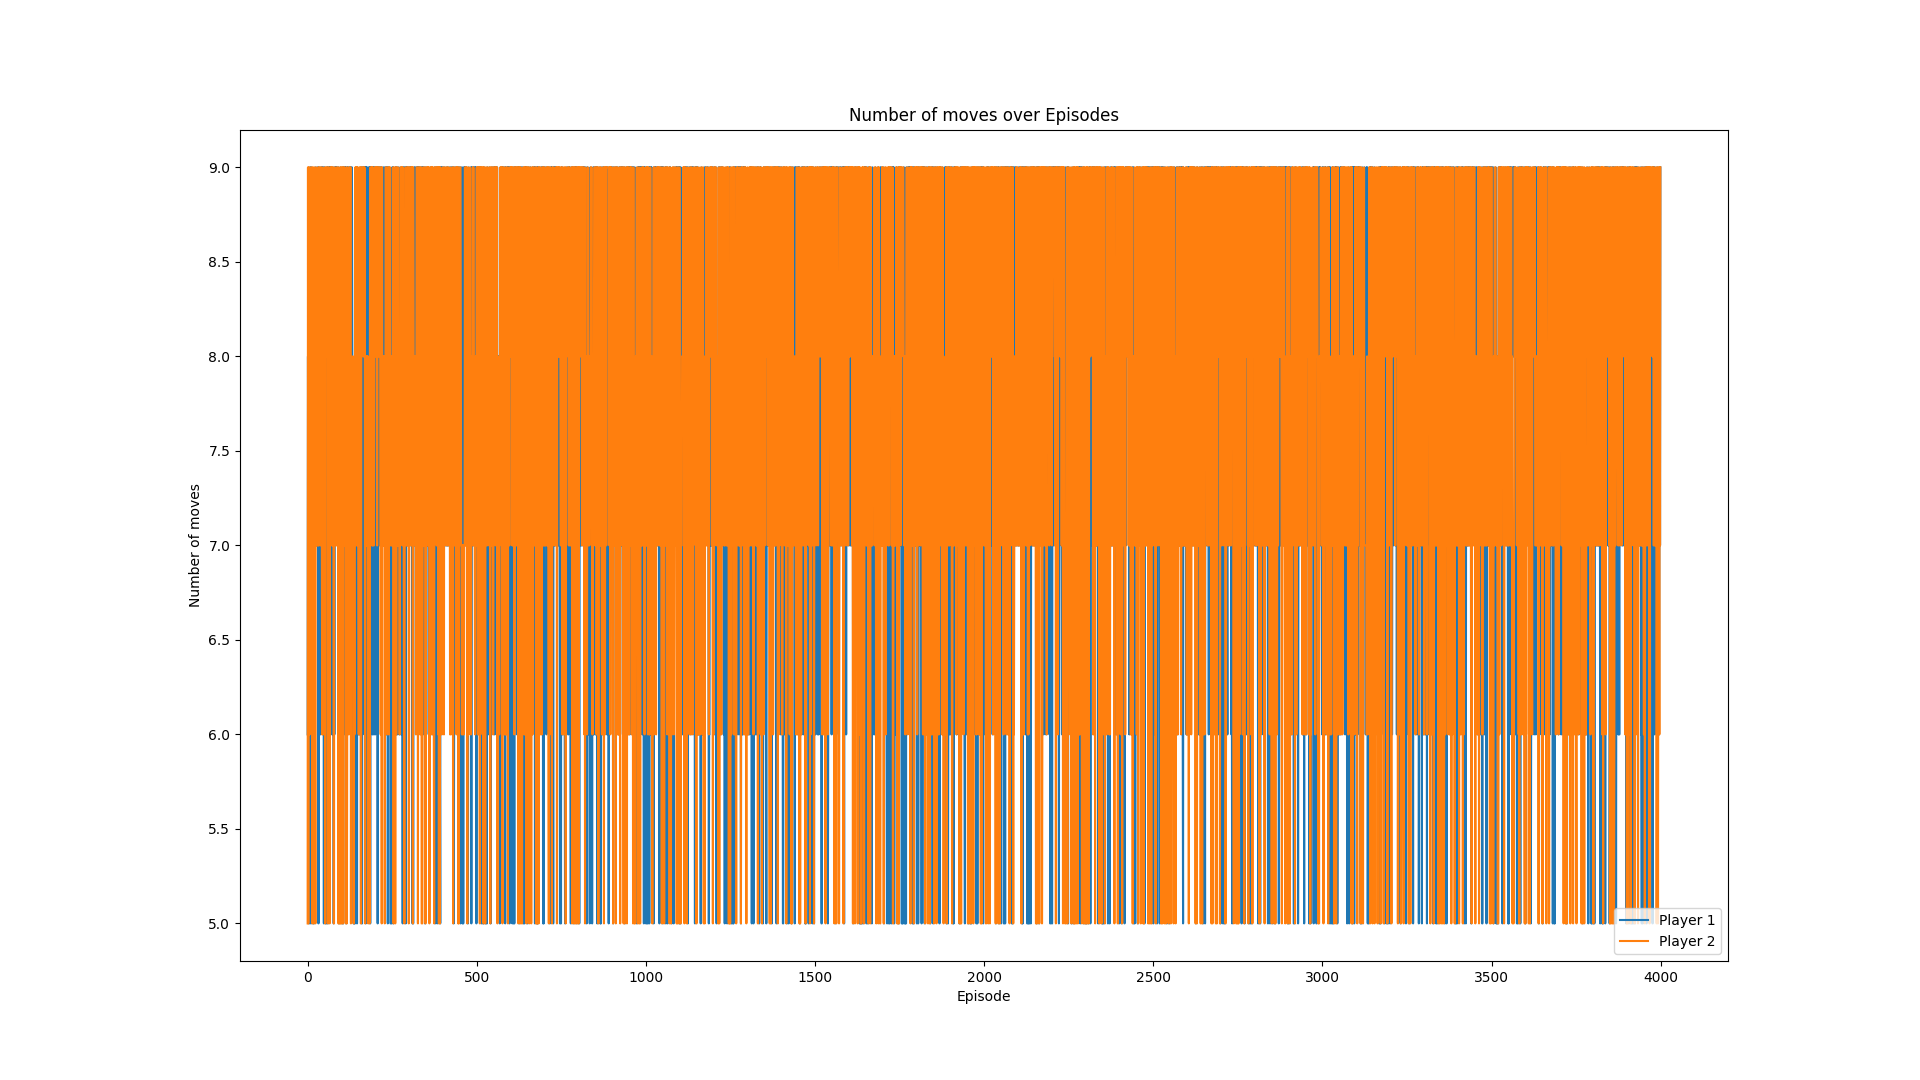 Number of moves over Episodes
Number of moves
9.0
8.5
8.0
7.5
7.0
6.5
6.0
5.5
5.0
0 500 1000 1500 2000 2500 3000 3500 4000
Episode
Player 1
Player 2